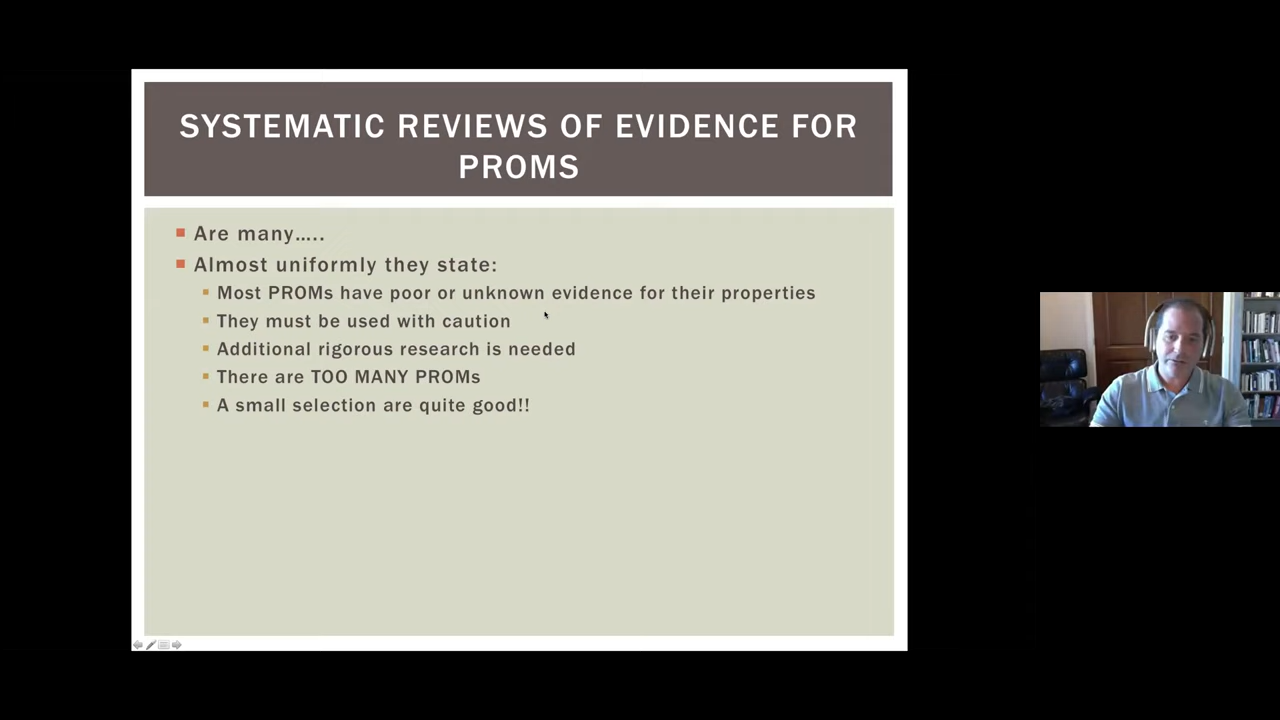 SYSTEMATIC REVIEWS OF EVIDENCE FOR
PROMS
Are many…..
Almost uniformly they state:
Most PROMs have poor or unknown evidence for their properties
They must be used with caution
Additional rigorous research is needed
There are TOO MANY PROMs
A small selection are quite good!!